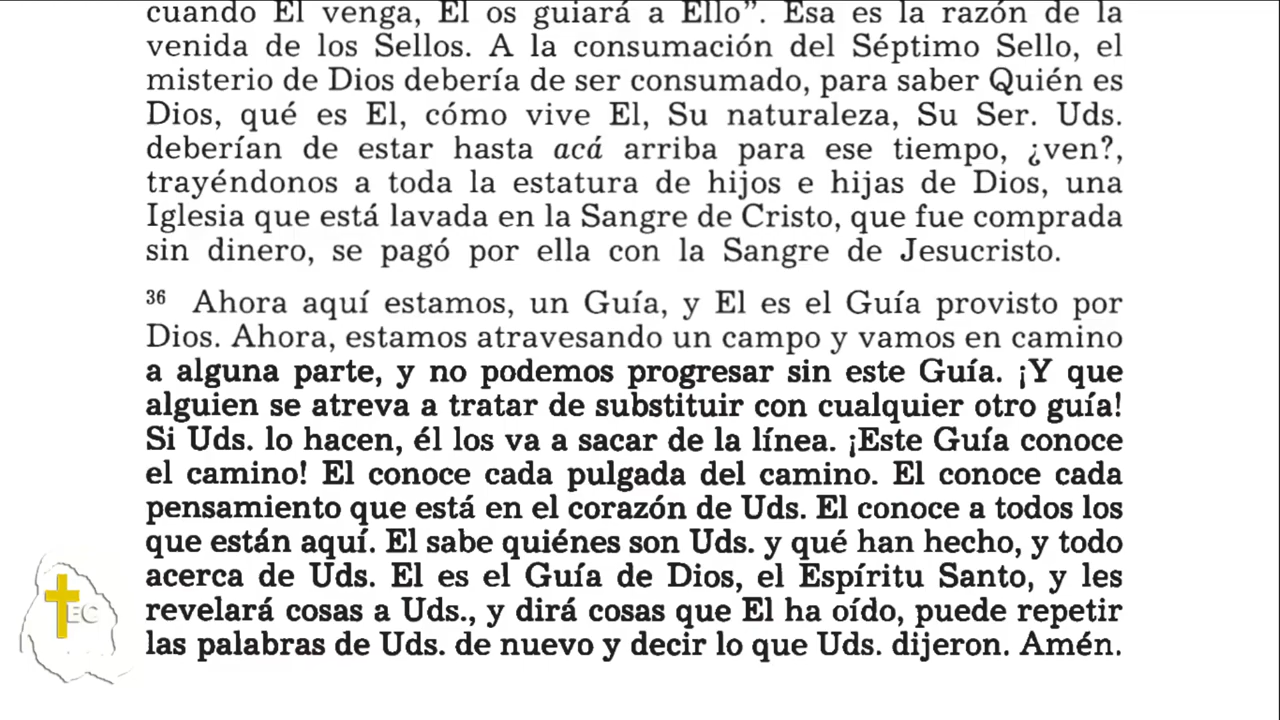 cuando El venga, El os guiará a Ello”. Esa es la razón de la
venida de los Sellos. A la consumación del Séptimo Sello, el
misterio de Dios debería de ser consumado, para saber Quién es
Dios, qué es El, cómo vive El, Su naturaleza, Su Ser. Uds.
deberían de estar hasta acá arriba para ese tiempo, ¿ven?,
trayéndonos a toda la estatura de hijos e hijas de Dios, una
Iglesia que está lavada en la Sangre de Cristo, que fue comprada
sin dinero, se pagó por ella con la Sangre de Jesucristo.
36 Ahora aquí estamos, un Guía, y El es el Guía provisto por
Dios. Ahora, estamos atravesando un campo y vamos en camino
a alguna parte, y no podemos progresar sin este Guía. ¡Y que
alguien se atreva a tratar de substituir con cualquier otro guía!
Si Uds. lo hacen, él los va a sacar de la línea. ¡Este Guía conoce
el camino! El conoce cada pulgada del camino. El conoce cada
pensamiento que está en el corazón de Uds. El conoce a todos los
que están aquí. El sabe quiénes son Uds. y qué han hecho, y todo
acerca de Uds. El es el Guía de Dios, el Espíritu Santo, y les
revelará cosas a Uds., y dirá cosas que El ha oído, puede repetir
las palabras de Uds. de nuevo y decir lo que Uds. dijeron. Amén.
EC